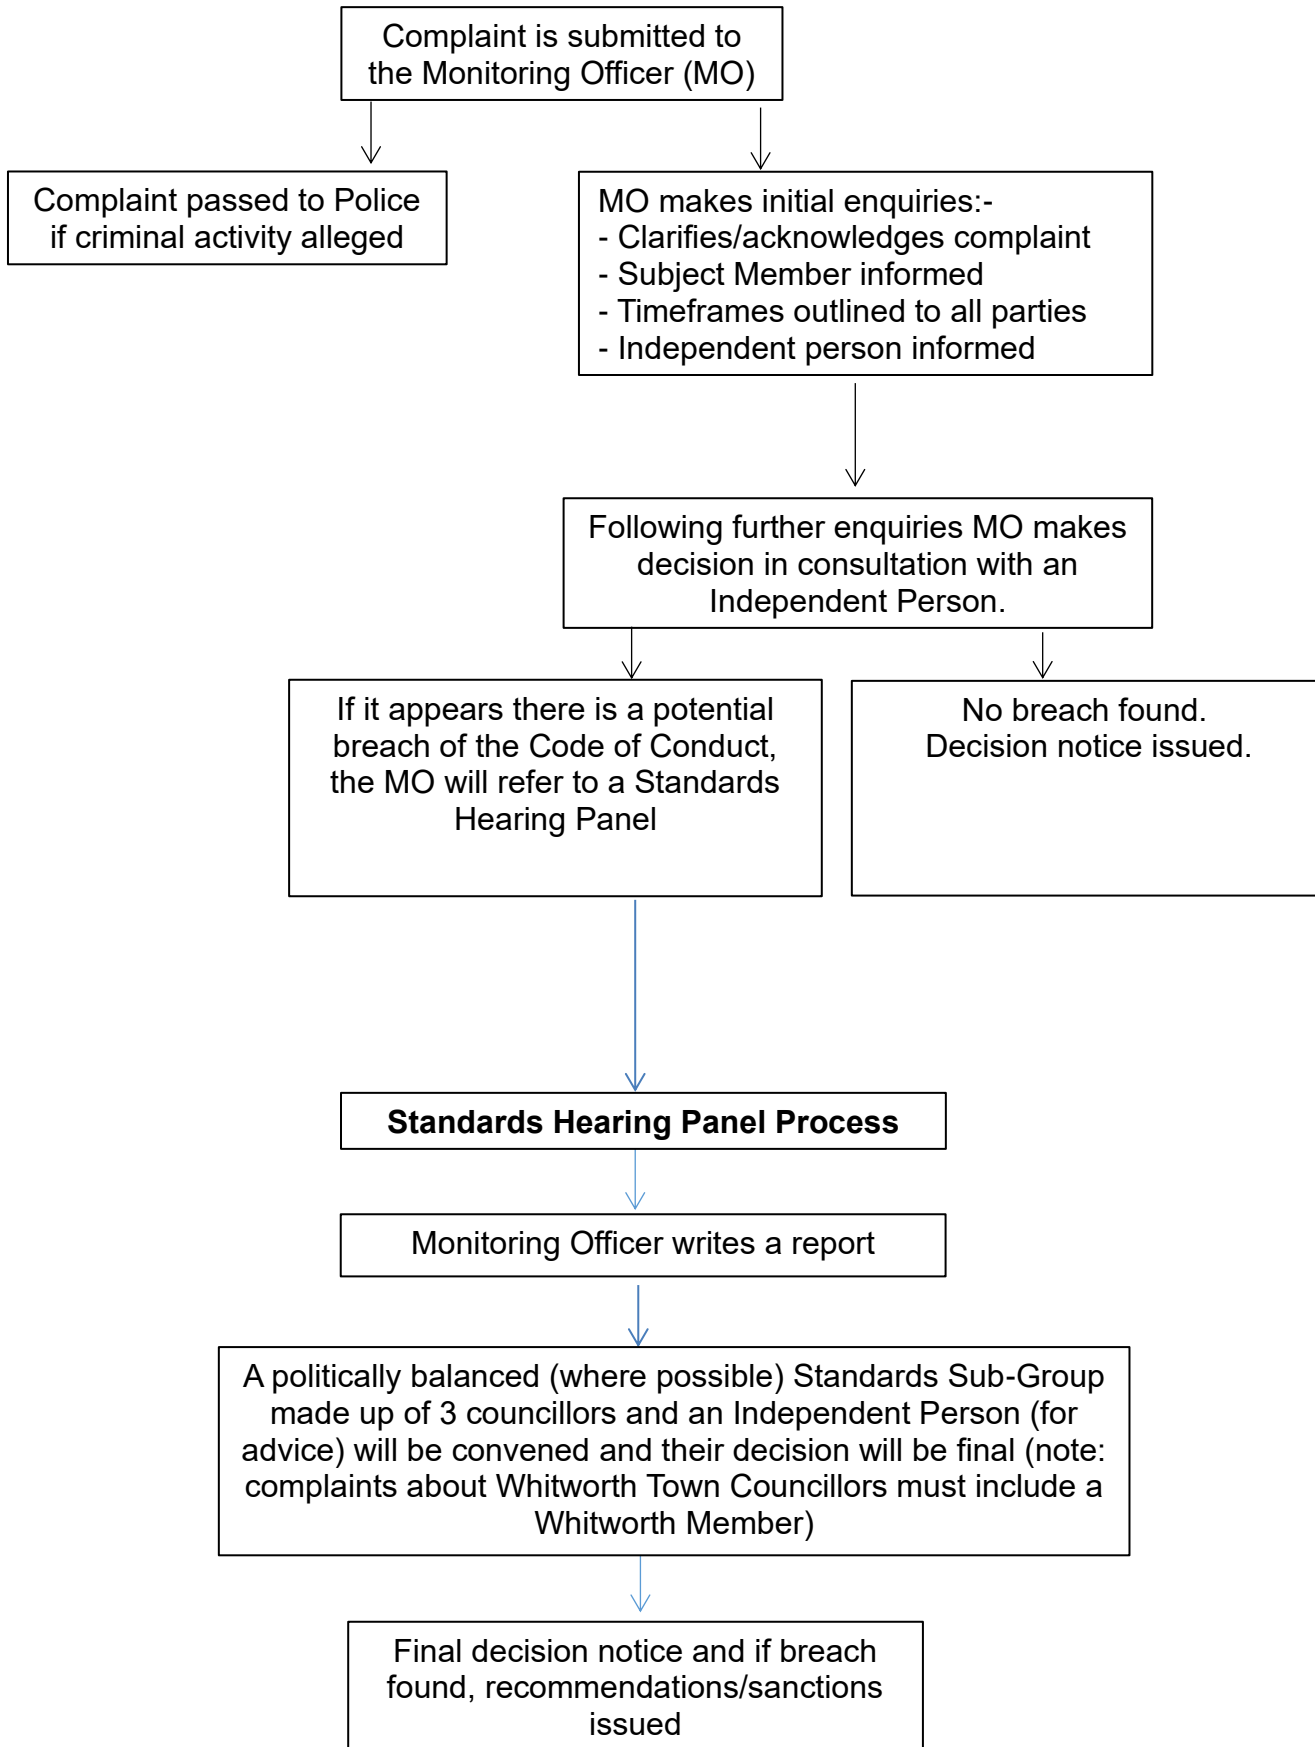 Complaint is submitted to
the Monitoring Officer (MO)
Complaint passed to Police
if criminal activity alleged
MO makes initial enquiries:-
- Clarifies/acknowledges complaint
- Subject Member informed
- Timeframes outlined to all parties
- Independent person informed
Following further enquiries MO makes
decision in consultation with an
Independent Person.
If it appears there is a potential
breach of the Code of Conduct,
the MO will refer to a Standards
Hearing Panel
No breach found.
Decision notice issued.
Standards Hearing Panel Process
Monitoring Officer writes a report
A politically balanced (where possible) Standards Sub-Group
made up of 3 councillors and an Independent Person (for
advice) will be convened and their decision will be final (note:
complaints about Whitworth Town Councillors must include a
Whitworth Member)
Final decision notice and if breach
found, recommendations/sanctions
issued